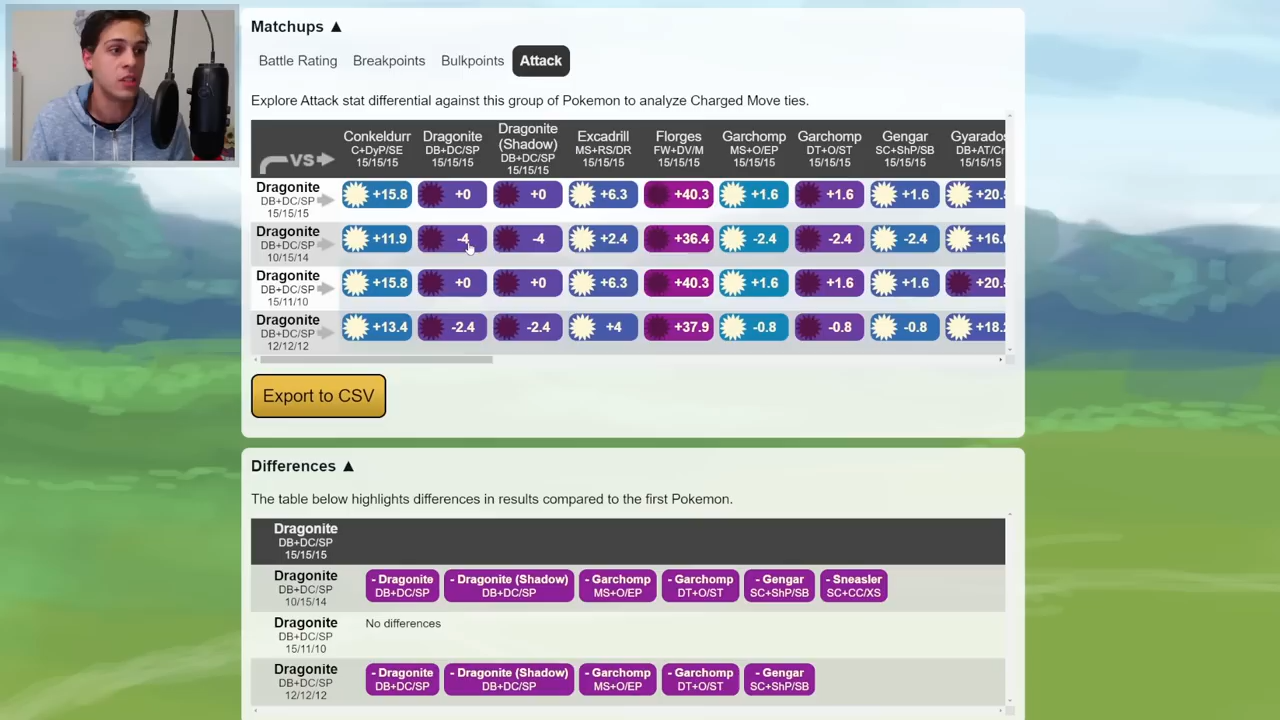 Matchups ▲
Battle Rating Breakpoints Bulkpoints Attack
Explore Attack stat differential against this group of Pokemon to analyze Charged Move ties.
VS
Conkeldurr
C+DyP/SE
15/15/15
Dragonite
DB+DC/SP
15/15/15
Dragonite
(Shadow)
DB+DC/SP
15/15/15
Excadrill
MS+RS/DR
15/15/15
Florges
FW+DV/M
15/15/15
Garchomp
MS+O/EP
15/15/15
Garchomp
DT+O/ST
15/15/15
Gengar
SC+ShP/SB
15/15/15
Gyarados
DB+AT/Cr
15/15/15
Dragonite
DB+DC/SP
15/15/15
+15.8 +0 +0 +6.3 +40.3 +1.6 +1.6 +1.6 +20.5
Dragonite
DB+DC/SP
10/15/14
+11.9 -4 -4 +2.4 +36.4 -2.4 -2.4 -2.4 +16.
Dragonite
DB+DC/SP
15/11/10
+15.8 +0 +0 +6.3 +40.3 +1.6 +1.6 +1.6 +20.5
Dragonite
DB+DC/SP
12/12/12
+13.4 -2.4 -2.4 +4 +37.9 -0.8 -0.8 -0.8 +18.
Export to CSV
Differences ▲
The table below highlights differences in results compared to the first Pokemon.
Dragonite
DB+DC/SP
15/15/15
Dragonite
DB+DC/SP
10/15/14
- Dragonite
DB+DC/SP
- Dragonite (Shadow)
DB+DC/SP
- Garchomp
MS+O/EP
- Garchomp
DT+O/ST
- Gengar
SC+ShP/SB
- Sneasler
SC+CC/XS
Dragonite
DB+DC/SP
15/11/10
No differences
Dragonite
DB+DC/SP
12/12/12
- Dragonite
DB+DC/SP
- Dragonite (Shadow)
DB+DC/SP
- Garchomp
MS+O/EP
- Garchomp
DT+O/ST
- Gengar
SC+ShP/SB